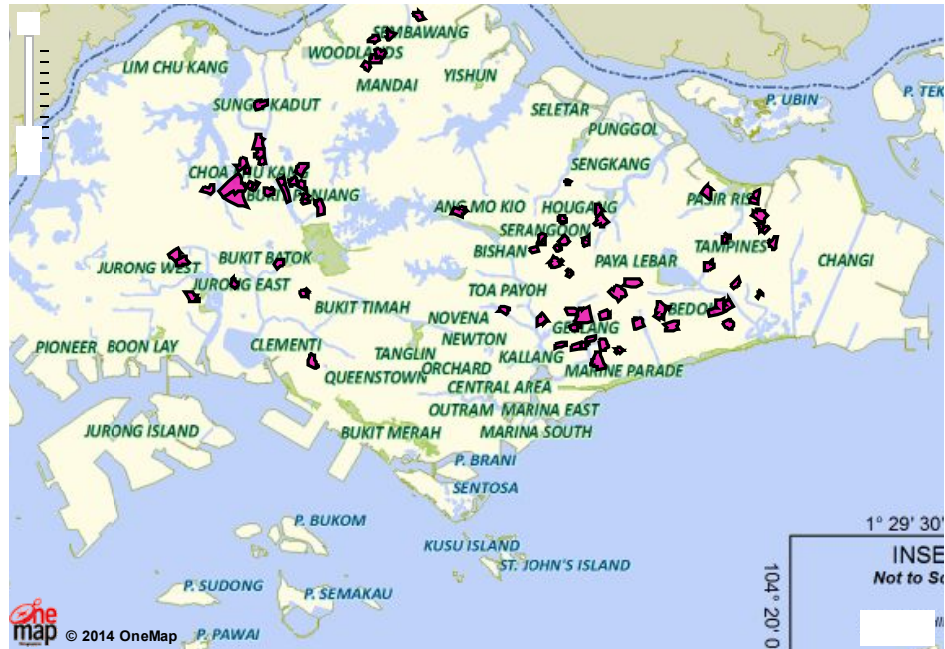 SEMBAWANG
WOODLANDS
LIM CHU KANG
YISHUN
MANDAI
P. UBIN
P. TEK
SUNGEI KADUT
SELETAR
PUNGGOL
SENGKANG
CHOA CHU KANG
BUKIT PANJANG
PASIR RIS
ANG MO KIO
HOUGANG
SERANGOON
BISHAN
TAMPINES
CHANGI
BUKIT BATOK
PAYA LEBAR
JURONG WEST
JURONG EAST
TOA PAYOH
BUKIT TIMAH
BEDOK
NOVENA
GEYLANG
NEWTON
PIONEER
BOON LAY
CLEMENTI
TANGLIN
KALLANG
ORCHARD
MARINE PARADE
QUEENSTOWN
CENTRAL AREA
OUTRAM
MARINA EAST
JURONG ISLAND
BUKIT MERAH
MARINA SOUTH
P. BRANI
SENTOSA
P. BUKOM
1° 29' 30'
KUSU ISLAND
INSE
ST. JOHN'S ISLAND
Not to Sc
104° 20' 0
P. SUDONG
P. SEMAKAU
One
map © 2014 OneMap
P. PAWAI